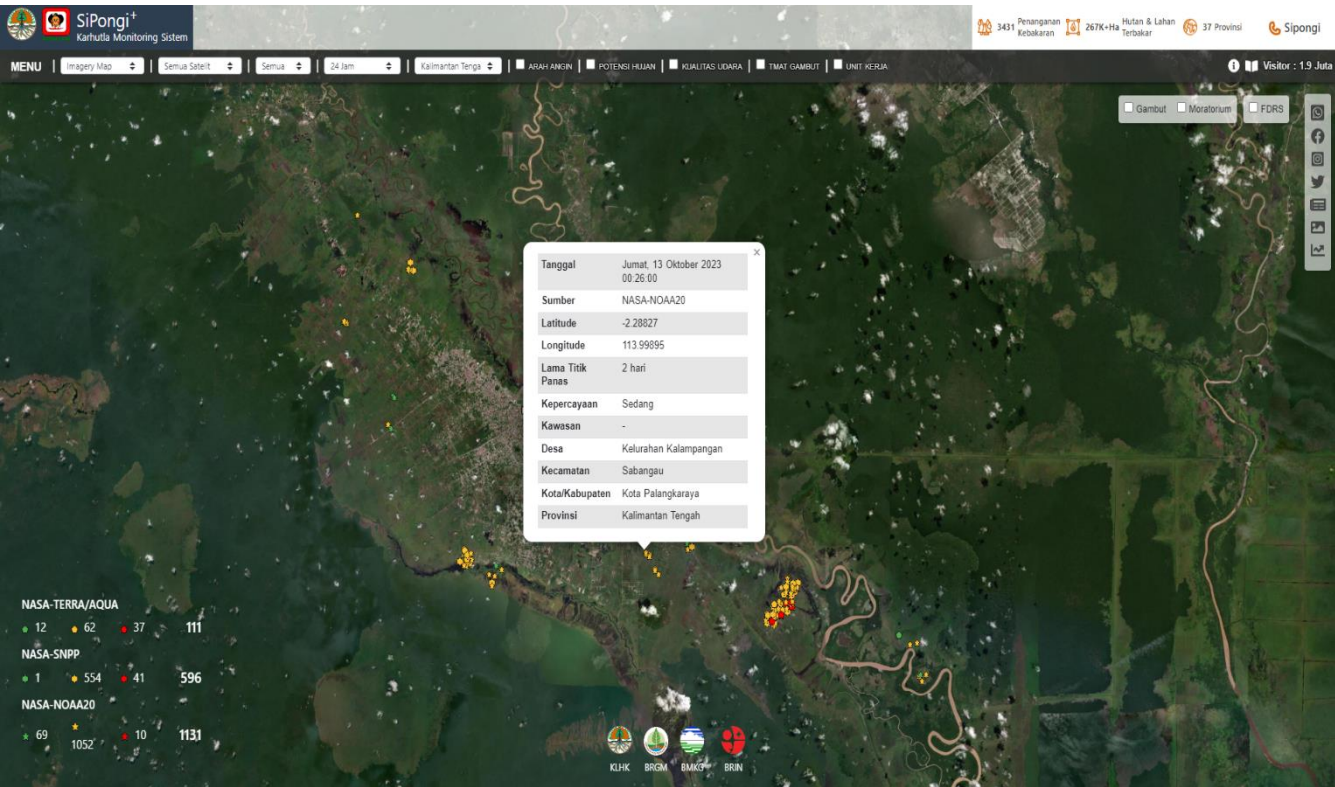 SiPongi+
Karhutla Monitoring Sistem
3431 Penanganan Kebakaran
267K+Ha Hutan & Lahan Terbakar
37 Provinsi
Sipongi
MENU | Imagery Map | Semua Satelit | Semua | 24 Jam | Kalimantan Tenga | ARAH ANGIN | POTENSI HUJAN | KUALITAS UDARA | TMAT GAMBUT | UNIT KERJA
Visitor : 1.9 Juta
Gambut Moratorium FDRS
Tanggal Jumat, 13 Oktober 2023
00:26:00
Sumber NASA-NOAA20
Latitude -2.28827
Longitude 113.99895
Lama Titik Panas 2 hari
Kepercayaan Sedang
Kawasan -
Desa Kelurahan Kalampangan
Kecamatan Sabangau
Kota/Kabupaten Kota Palangkaraya
Provinsi Kalimantan Tengah
NASA-TERRA/AQUA
12 62 37 111
NASA-SNPP
1 554 41 596
NASA-NOAA20
69 1052 10 1131
KLHK BRGM BMKG BRIN